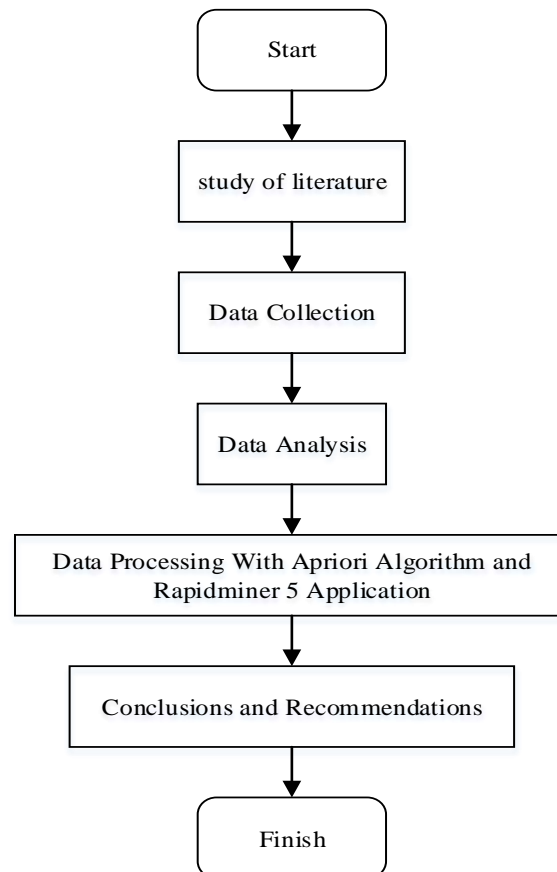 Start
study of literature
Data Collection
Data Analysis
Data Processing With Apriori Algorithm and
Rapidminer 5 Application
Conclusions and Recommendations
Finish